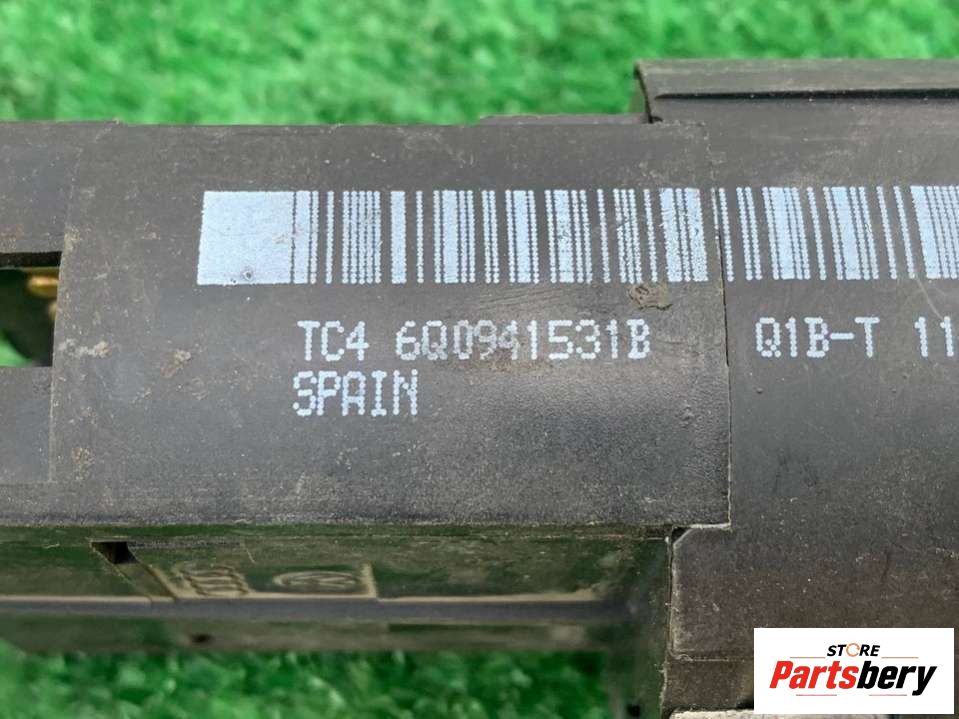 TC4 6Q0941531B Q1B-T 11
SPAIN
STORE
Partsbery